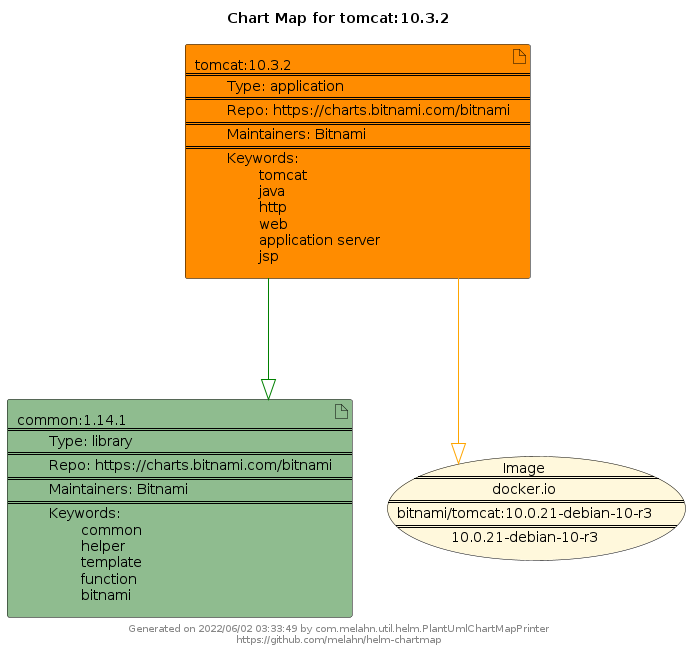 Chart Map for tomcat:10.3.2
tomcat:10.3.2
Type: application
Repo: https://charts.bitnami.com/bitnami
Maintainers: Bitnami
Keywords:
tomcat
java
http
web
application server
jsp
common:1.14.1
Type: library
Repo: https://charts.bitnami.com/bitnami
Maintainers: Bitnami
Keywords:
common
helper
template
function
bitnami
Image
docker.io
bitnami/tomcat:10.0.21-debian-10-r3
10.0.21-debian-10-r3
Generated on 2022/06/02 03:33:49 by com.melahn.util.helm.PlantUmlChartMapPrinter
https://github.com/melahn/helm-chartmap